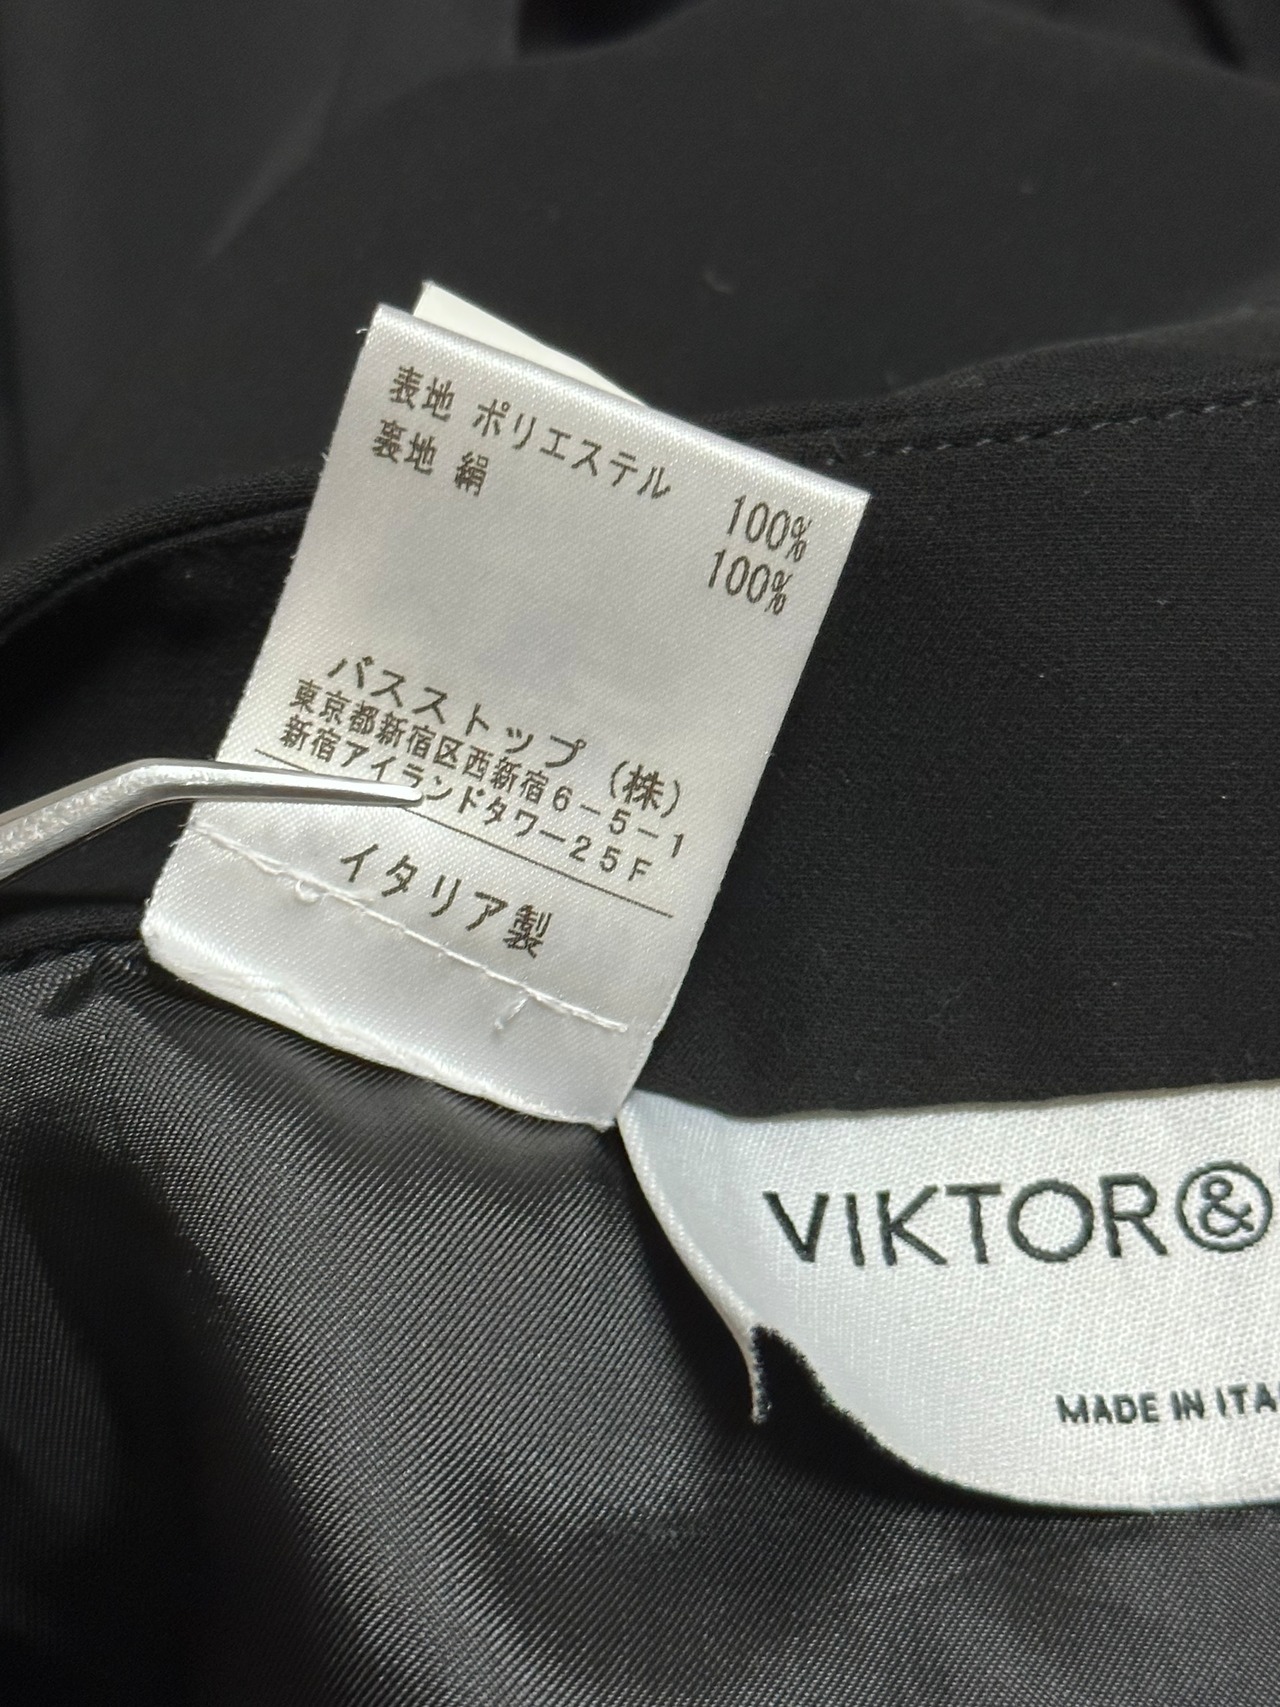 表地 ポリエステル 100%
裏地 絹 100%
バスストップ（株）
東京都新宿区西新宿6-5-1
新宿アイランドタワー25F
イタリア製
VIKTOR&
MADE IN ITA